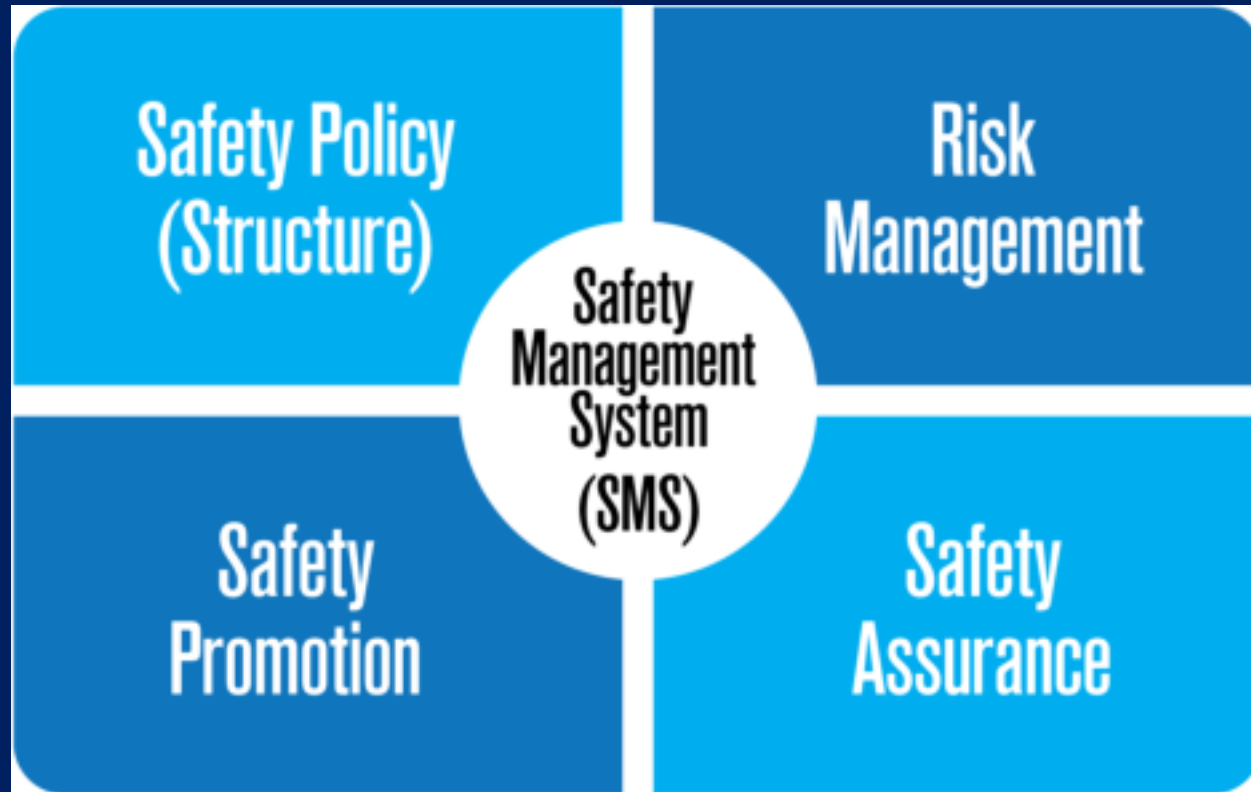 Safety Policy
(Structure)
Risk
Management
Safety
Management
System
(SMS)
Safety
Promotion
Safety
Assurance